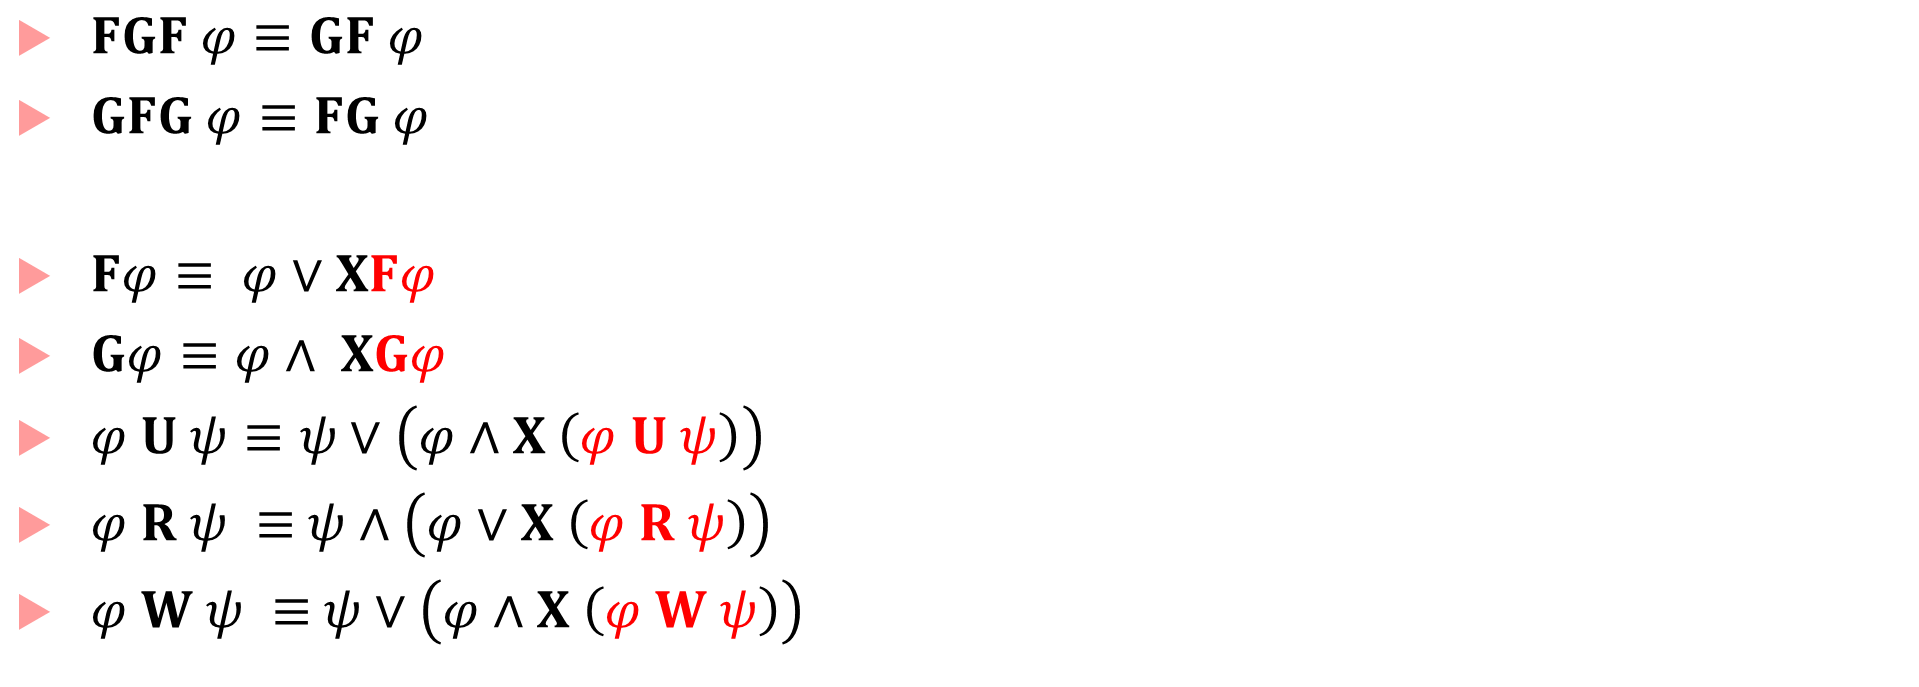 FGF φ ≡ GF φ
GFG φ ≡ FG φ
Fφ ≡ φ ∨ XFφ
Gφ ≡ φ ∧ XGφ
φ U ψ ≡ ψ ∨ (φ ∧ X (φ U ψ))
φ R ψ ≡ ψ ∧ (φ ∨ X (φ R ψ))
φ W ψ ≡ ψ ∨ (φ ∧ X (φ W ψ))